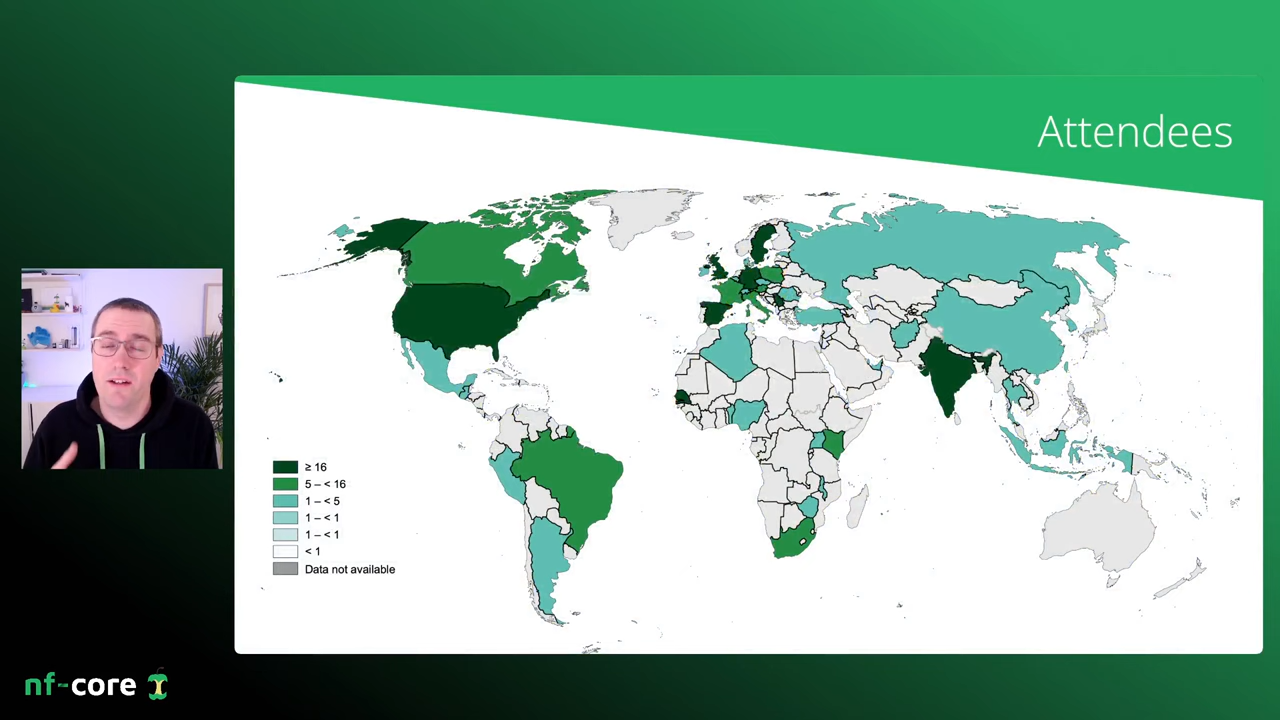 Attendees
≥ 16
5 – < 16
1 – < 5
1 – < 1
1 – < 1
< 1
Data not available
nf-core